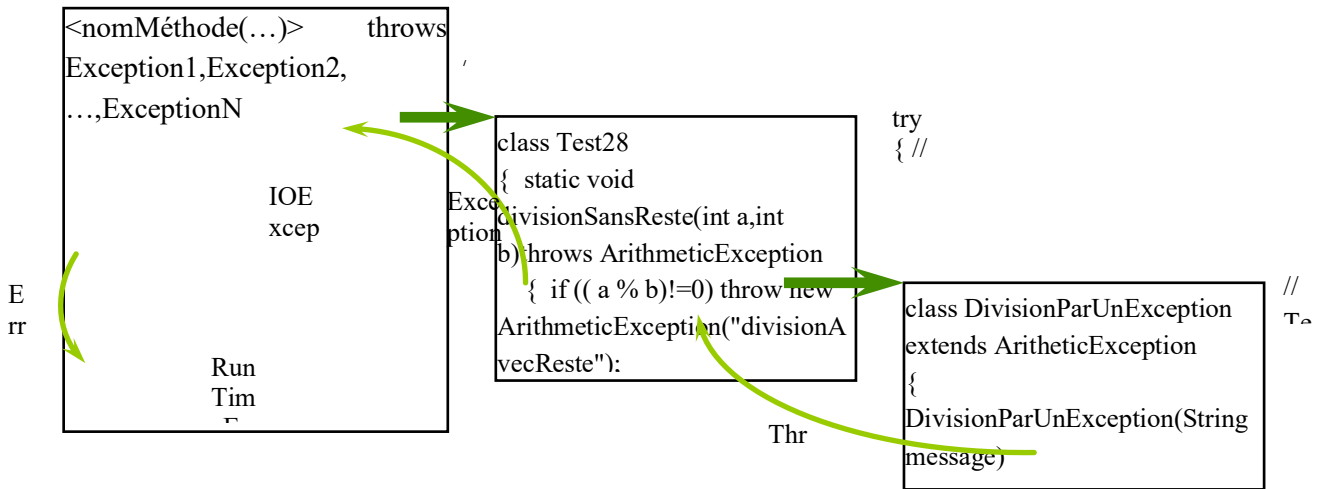 <nomMéthode(…)> throws
Exception1,Exception2,
…,ExceptionN
IOE
xcep
Exce
ption
E
rr
Run
Tim
class Test28
{ static void
divisionSansReste(int a,int
b)throws ArithmeticException
{ if (( a % b)!=0) throw new
ArithmeticException("divisionA
vecReste");
try
{ //
Thr
class DivisionParUnException
extends AritheticException
{
DivisionParUnException(String
message)
//
Te